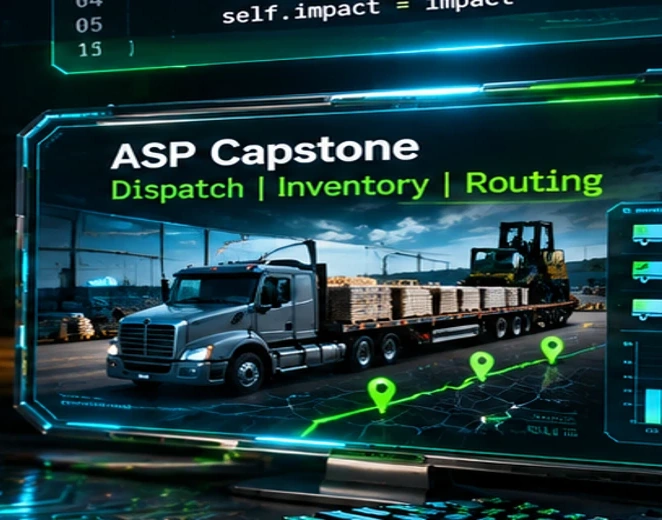 04
05
15 }
self.impact = impact
ASP Capstone
Dispatch | Inventory | Routing